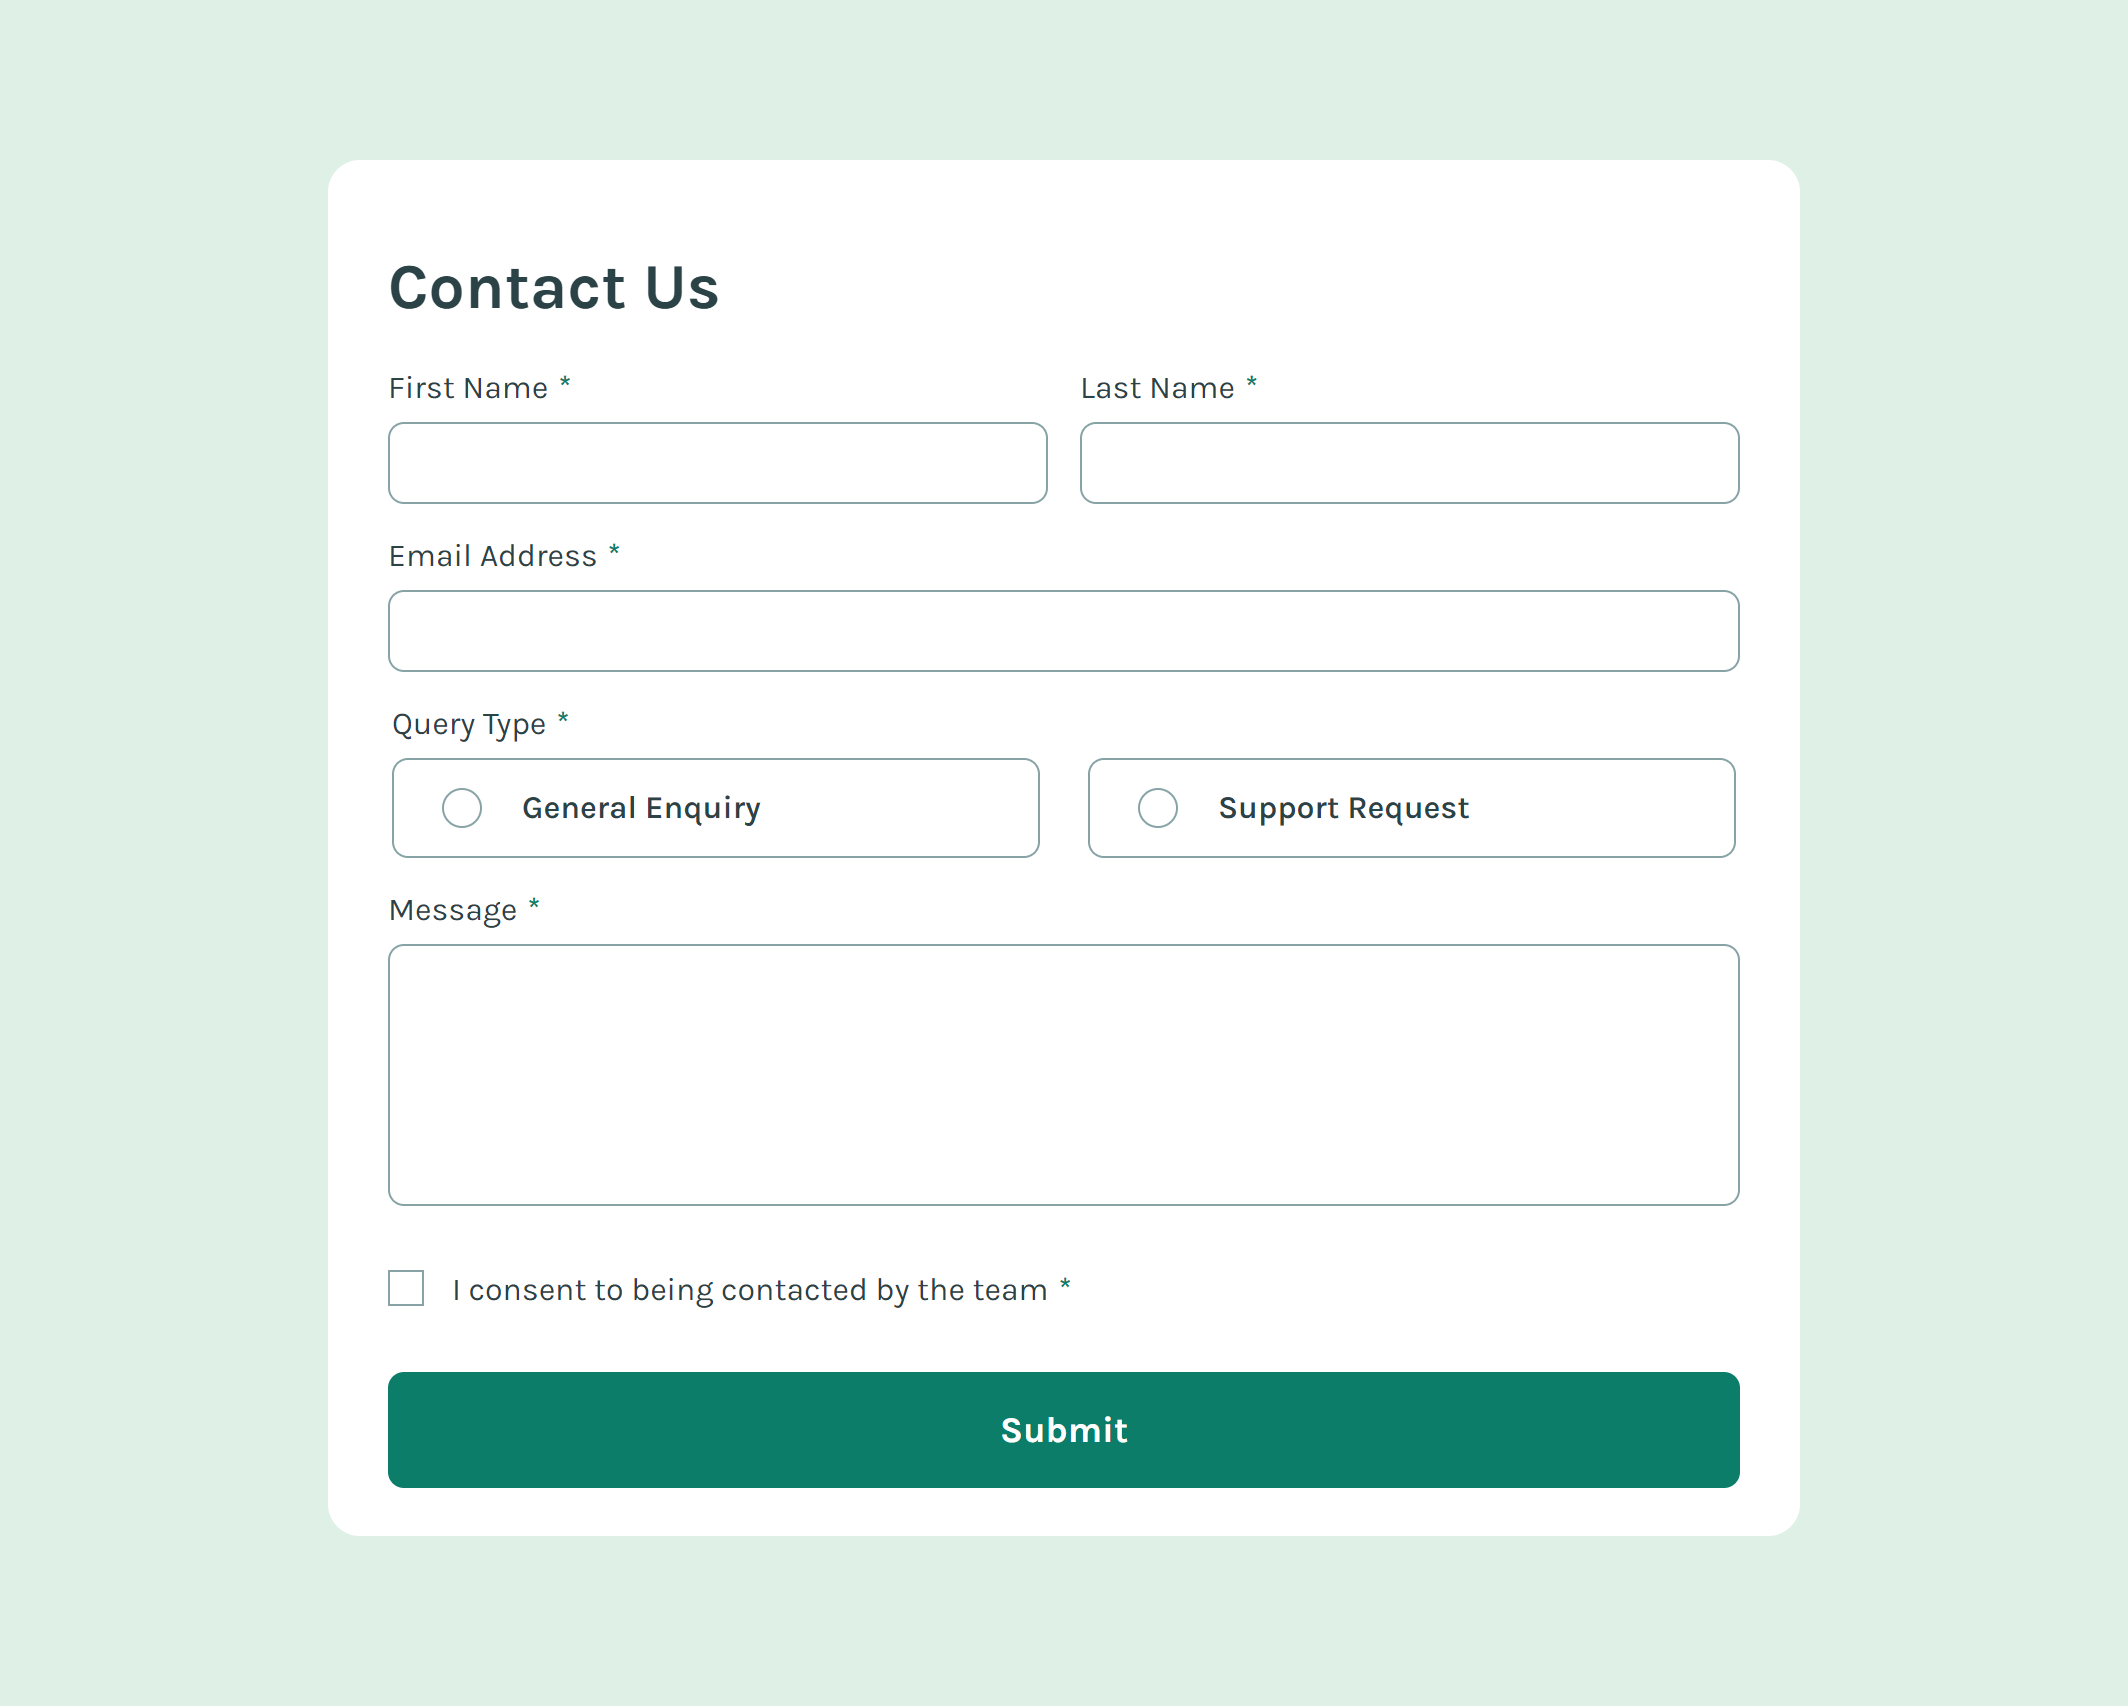 Contact Us
First Name *
Last Name *
Email Address *
Query Type *
General Enquiry
Support Request
Message *
I consent to being contacted by the team *
Submit